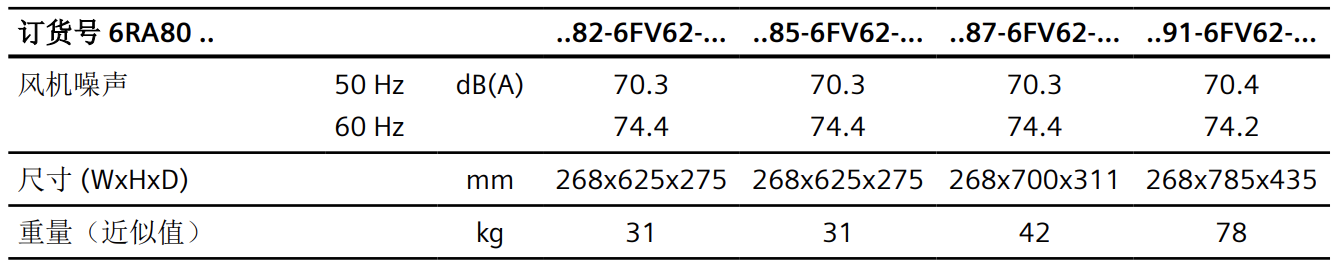 订货号 6RA80 .. ..82-6FV62-... ..85-6FV62-... ..87-6FV62-... ..91-6FV62-...
风机噪声 50 Hz dB(A) 70.3 70.3 70.3 70.4
60 Hz 74.4 74.4 74.4 74.2
尺寸 (WxHxD) mm 268x625x275 268x625x275 268x700x311 268x785x435
重量（近似值） kg 31 31 42 78